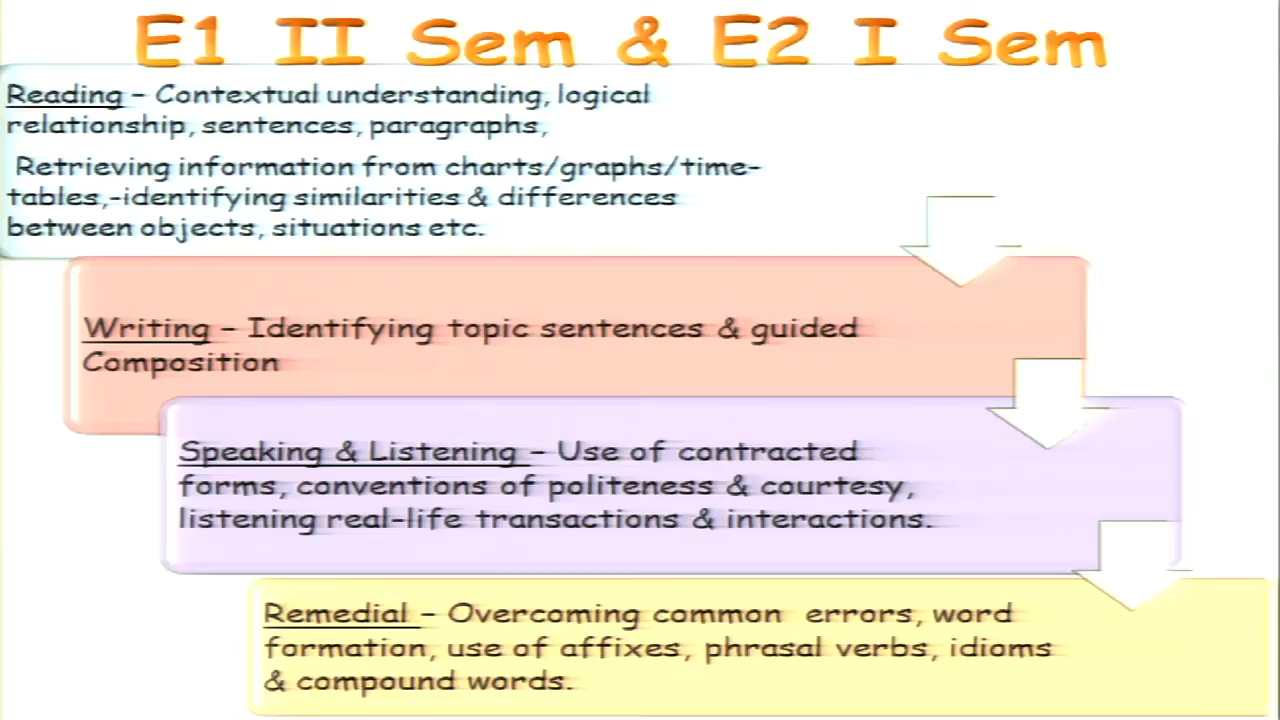 E1 II Sem & E2 I Sem
Reading – Contextual understanding, logical
relationship, sentences, paragraphs,
Retrieving information from charts/graphs/time-
tables,-identifying similarities & differences
between objects, situations etc.
Writing – Identifying topic sentences & guided
Composition
Speaking & Listening – Use of contracted
forms, conventions of politeness & courtesy,
listening real-life transactions & interactions.
Remedial – Overcoming common errors, word
formation, use of affixes, phrasal verbs, idioms
& compound words.